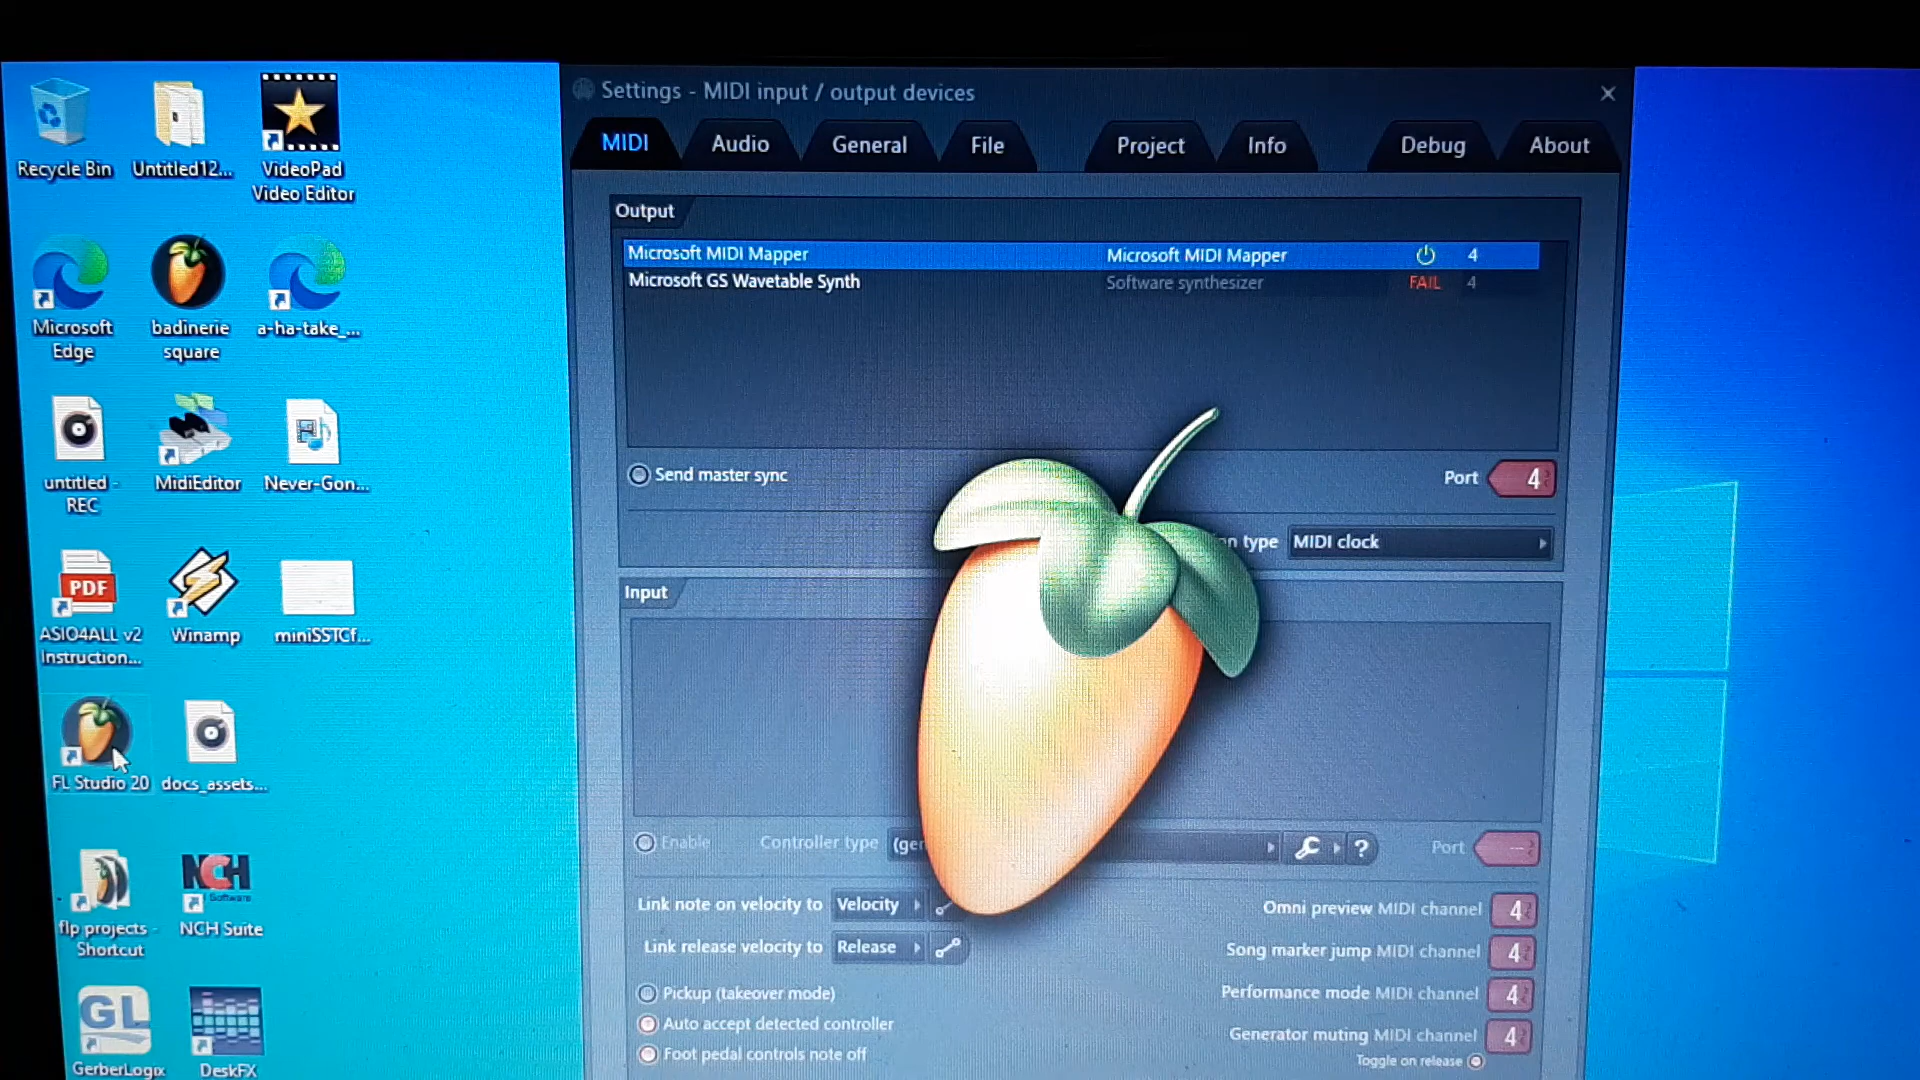 Recycle Bin
Untitled12...
VideoPad
Video Editor
Microsoft
Edge
badinerie
square
a-ha-take_...
untitled -
REC
MidiEditor
Never-Gon...
PDF
ASIO4ALL v2
Instruction...
Winamp
miniSSTCf...
FL Studio 20
docs_assets...
flp projects -
Shortcut
NCH
Software
NCH Suite
GL
GerberLogix
DeskFX
Settings - MIDI input / output devices
MIDI
Audio
General
File
Project
Info
Debug
About
Output
Microsoft MIDI Mapper Microsoft MIDI Mapper 4
Microsoft GS Wavetable Synth Software synthesizer FAIL 4
Send master sync
Port 4
on type MIDI clock
Input
Enable
Controller type (ge
?
Port ---
Link note on velocity to Velocity
Link release velocity to Release
Pickup (takeover mode)
Auto accept detected controller
Foot pedal controls note off
Omni preview MIDI channel 4
Song marker jump MIDI channel 4
Performance mode MIDI channel 4
Generator muting MIDI channel 4
Toggle on release